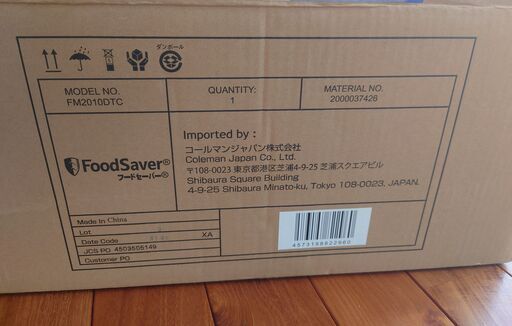 ダンボール
MODEL NO.
FM2010DTC
QUANTITY:
1
MATERIAL NO.
2000037426
FoodSaver®
フードセーバー®
Imported by :
コールマンジャパン株式会社
Coleman Japan Co., Ltd.
〒108-0023 東京都港区芝浦4-9-25 芝浦スクエアビル
Shibaura Square Building
4-9-25 Shibaura Minato-ku, Tokyo 108-0023, JAPAN.
Made In China
Lot
Date Code XA
JCS PO 4503505149
Customer PO